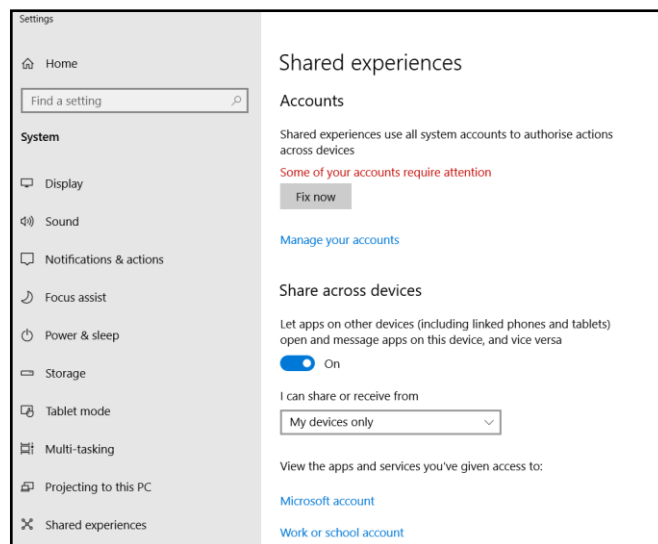 Settings
Home
Find a setting
System
Display
Sound
Notifications & actions
Focus assist
Power & sleep
Storage
Tablet mode
Multi-tasking
Projecting to this PC
Shared experiences
Shared experiences
Accounts
Shared experiences use all system accounts to authorise actions
across devices
Some of your accounts require attention
Fix now
Manage your accounts
Share across devices
Let apps on other devices (including linked phones and tablets)
open and message apps on this device, and vice versa
On
I can share or receive from
My devices only
View the apps and services you've given access to:
Microsoft account
Work or school account